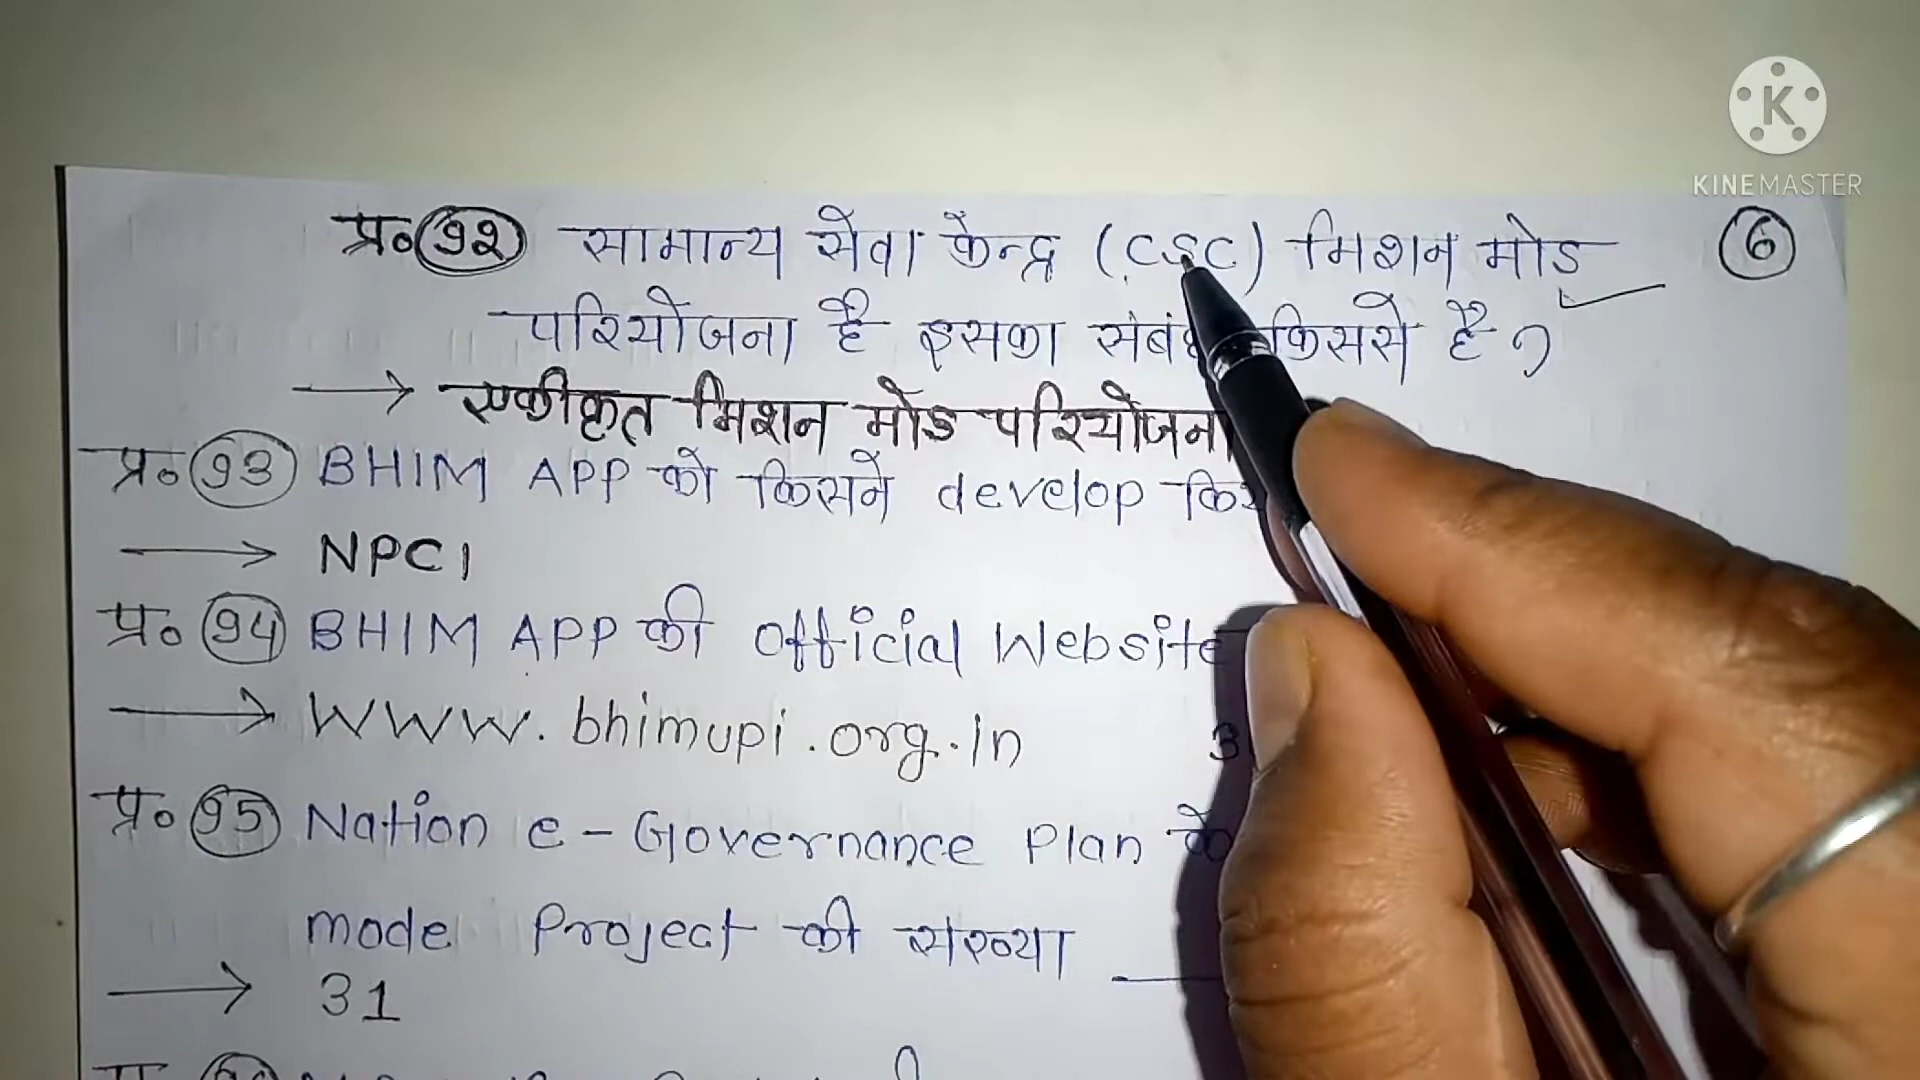 KINEMASTER
6
प्र० 92 सामान्य सेवा केन्द्र (CSC) मिशन मोड
परियोजना है इसका किससे है?
→ एकीकृत मिशन मोड परियोजना
प्र० 93 BHIM APP को किसने develop
→ NPCI
प्र० 94 BHIM APP की Official Website
→ WWW.bhimupi.org.in
प्र० 95 Nation e-Governance Plan के
mode Project की संख्या
→ 31